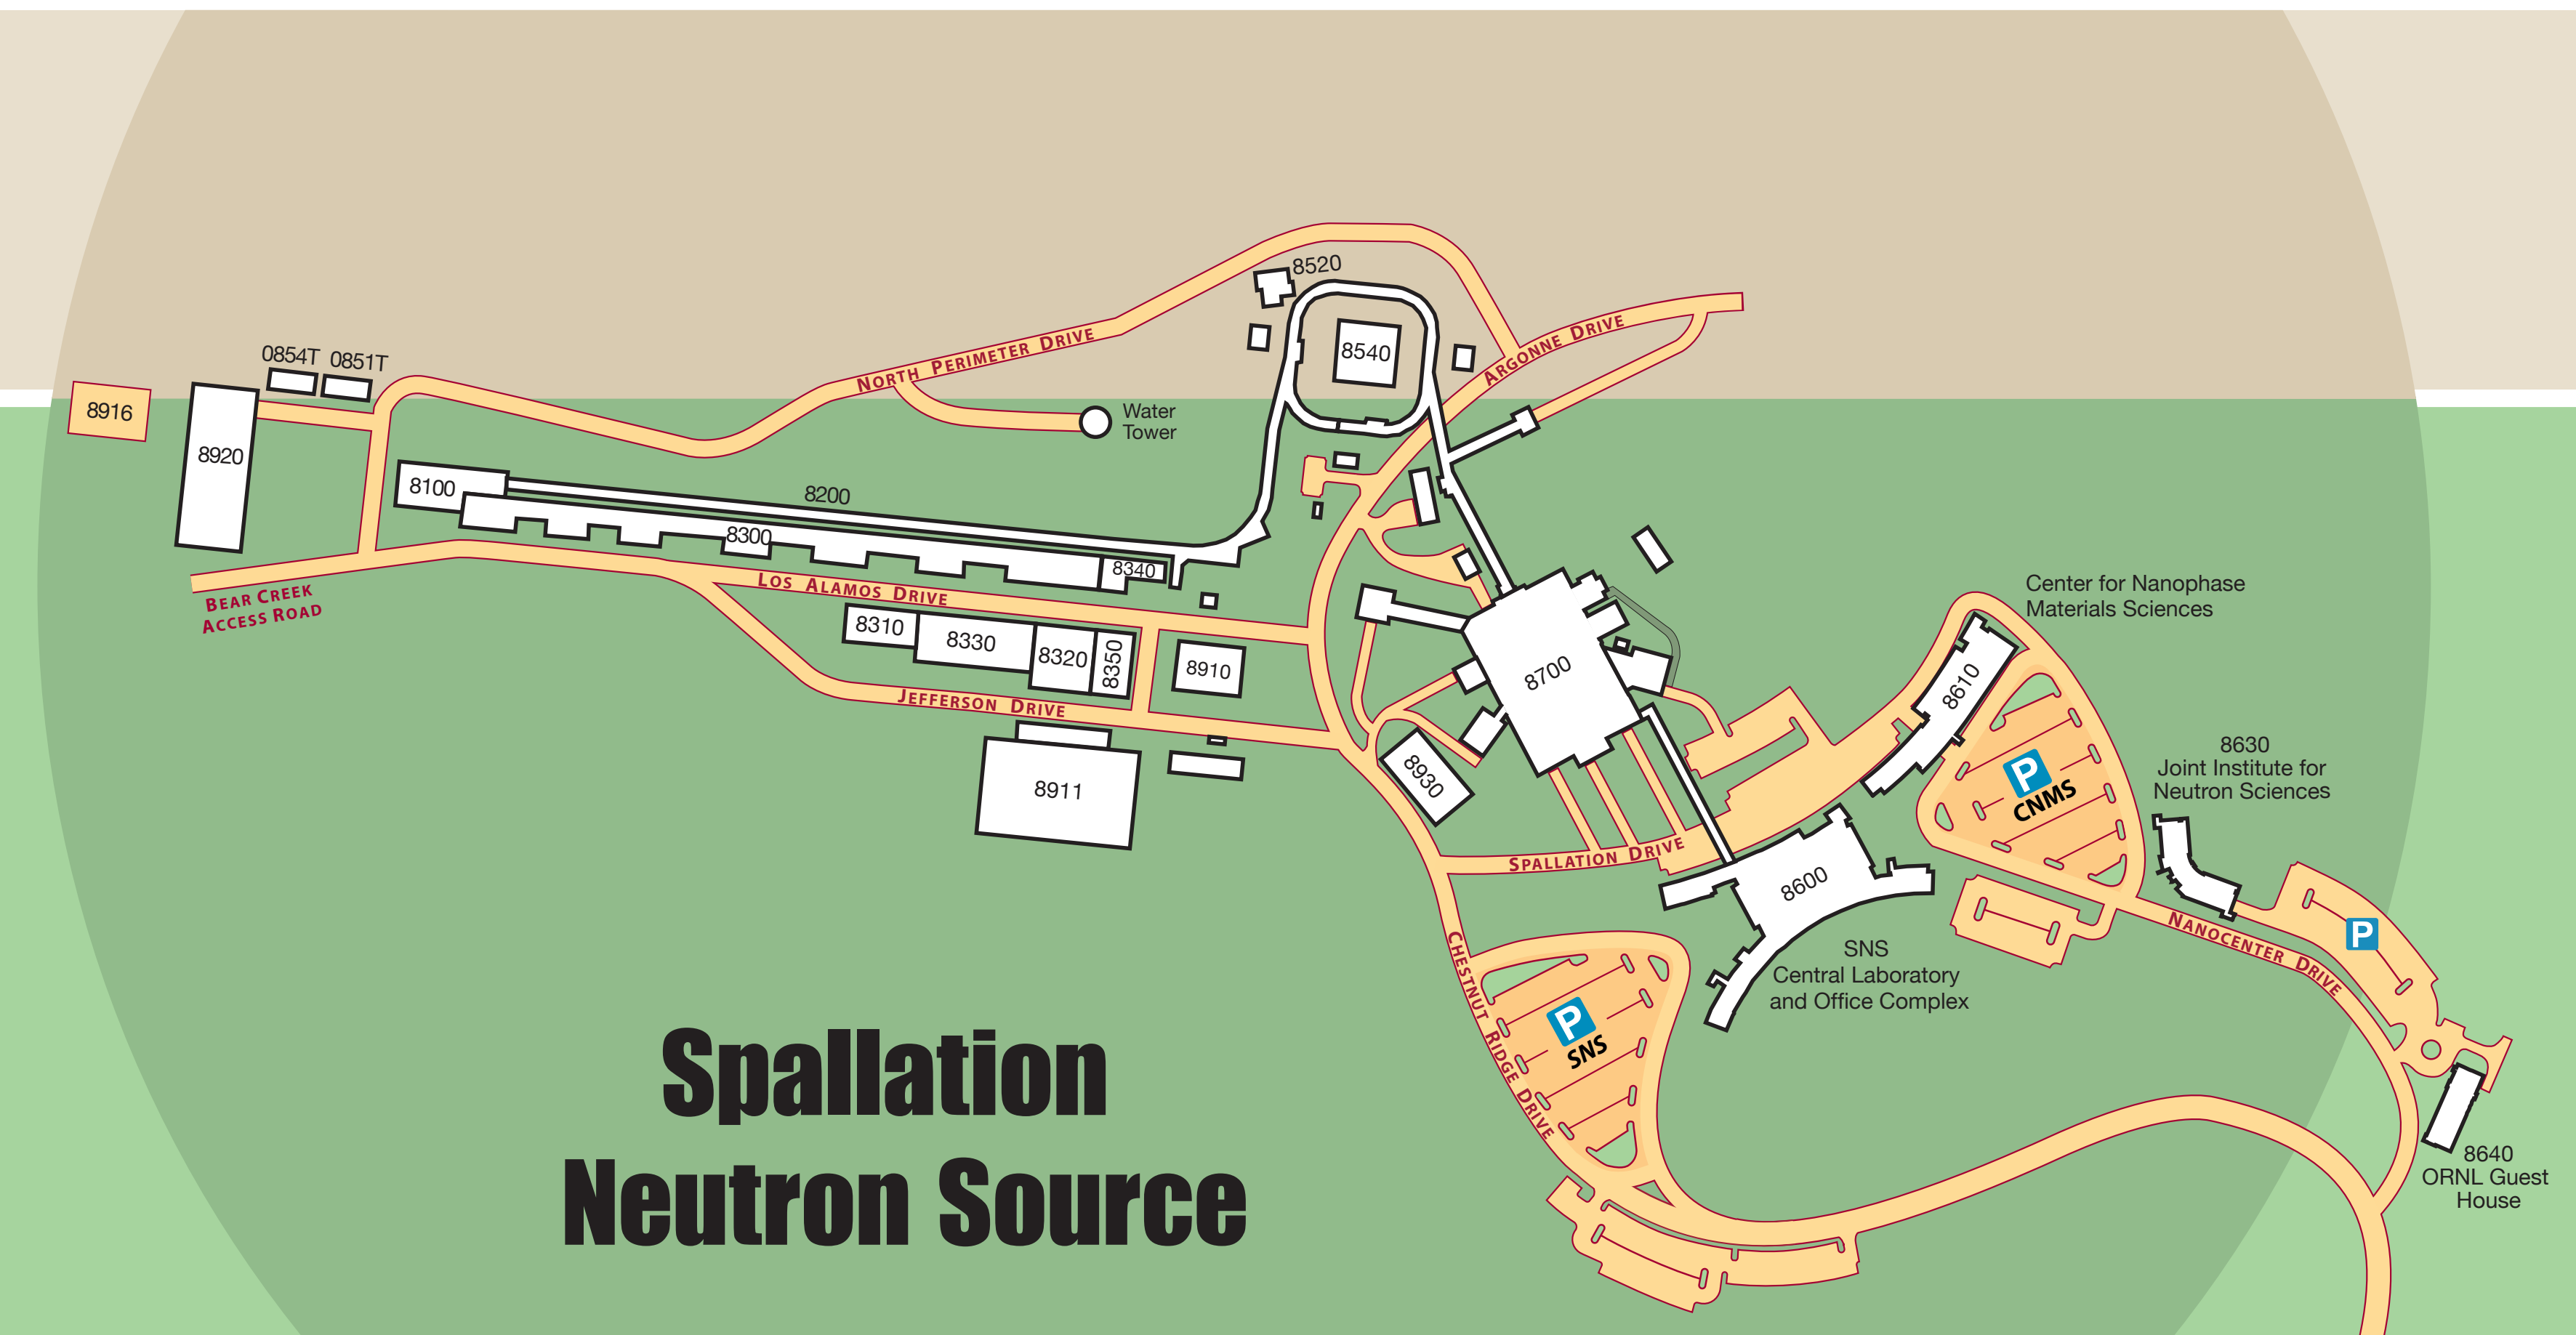 8520
NORTH PERIMETER DRIVE
ARGONNE DRIVE
8540
0854T
0851T
8916
8920
Water
Tower
8100
8200
8300
8340
BEAR CREEK
ACCESS ROAD
LOS ALAMOS DRIVE
8310
8330
8320
8350
8910
JEFFERSON DRIVE
8911
8700
8930
Center for Nanophase
Materials Sciences
8610
P
CNMS
8630
Joint Institute for
Neutron Sciences
SPALLATION DRIVE
8600
SNS
Central Laboratory
and Office Complex
NANOCENTER DRIVE
P
CHESTNUT RIDGE DRIVE
P
SNS
8640
ORNL Guest
House
Spallation
Neutron Source